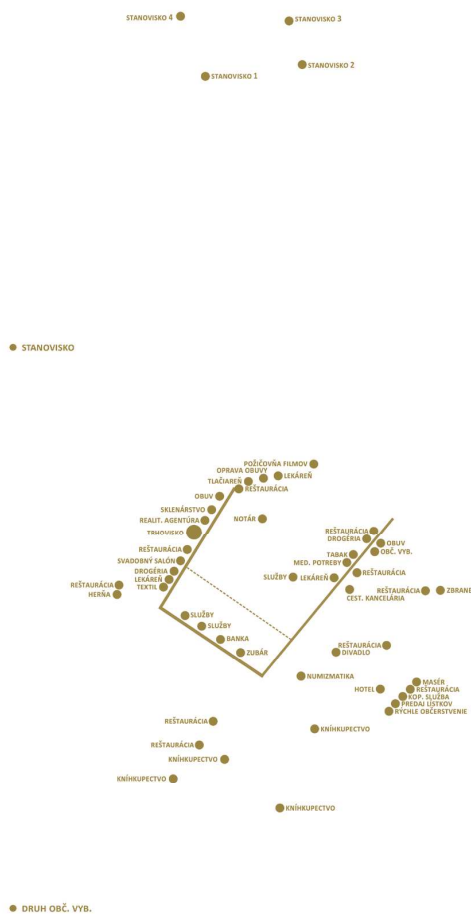 STANOVISKO 4
STANOVISKO 3
STANOVISKO 2
STANOVISKO 1
STANOVISKO
POŽIČOVŇA FILMOV
OPRAVA OBUVY
LEKÁREŇ
TLAČIAREŇ
REŠTAURÁCIA
OBUV
SKLENÁRSTVO
REALIT. AGENTÚRA
NOTÁR
TRHOVISKO
REŠTAURÁCIA
DROGÉRIA
OBUV
OBČ. VYB.
REŠTAURÁCIA
TABAK
SVADOBNÝ SALÓN
MED. POTREBY
DROGÉRIA
REŠTAURÁCIA
LEKÁREŇ
SLUŽBY
LEKÁREŇ
TEXTIL
REŠTAURÁCIA
HERŇA
CEST. KANCELÁRIA
REŠTAURÁCIA
ZBRANE
SLUŽBY
SLUŽBY
BANKA
REŠTAURÁCIA
ZUBÁR
DIVADLO
NUMIZMATIKA
MASÉR
HOTEL
REŠTAURÁCIA
KOP. SLUŽBA
PREDAJ LÍSTKOV
RÝCHLE OBČERSTVENIE
REŠTAURÁCIA
KNÍHKUPECTVO
REŠTAURÁCIA
KNÍHKUPECTVO
KNÍHKUPECTVO
KNÍHKUPECTVO
DRUH OBČ. VYB.